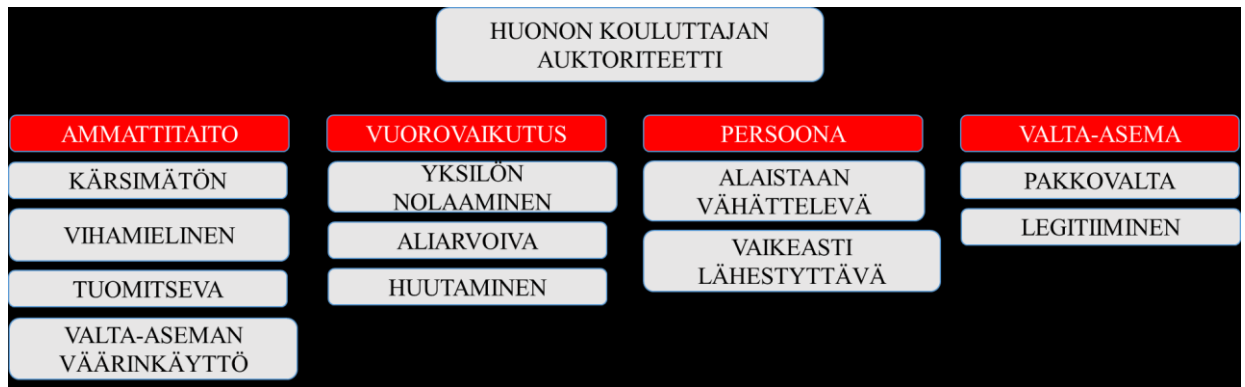 HUONON KOULUTTAJAN
AUKTORITEETTI
AMMATTITAITO
KÄRSIMÄTÖN
VIHAMIELINEN
TUOMITSEVA
VALTA-ASEMAN
VÄÄRINKÄYTTÖ
VUOROVAIKUTUS
YKSILÖN
NOLAAMINEN
ALIARVOIVA
HUUTAMINEN
PERSOONA
ALAISTAAN
VÄHÄTTELEVÄ
VAIKEASTI
LÄHESTYTTÄVÄ
VALTA-ASEMA
PAKKOVALTA
LEGITIIMINEN